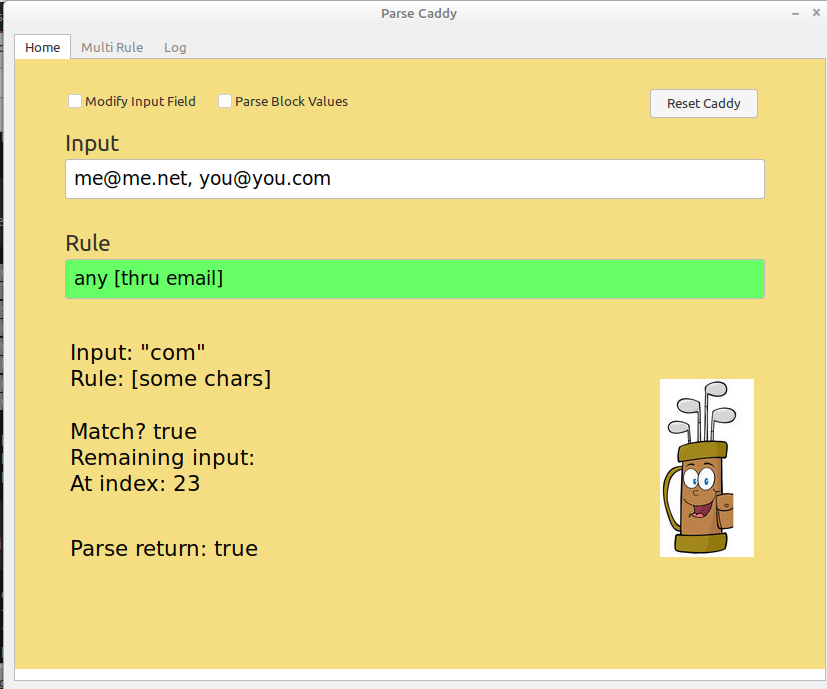 Parse Caddy
Home Multi Rule Log
Modify Input Field Parse Block Values Reset Caddy
Input
me@me.net, you@you.com
Rule
any [thru email]
Input: "com"
Rule: [some chars]
Match? true
Remaining input:
At index: 23
Parse return: true